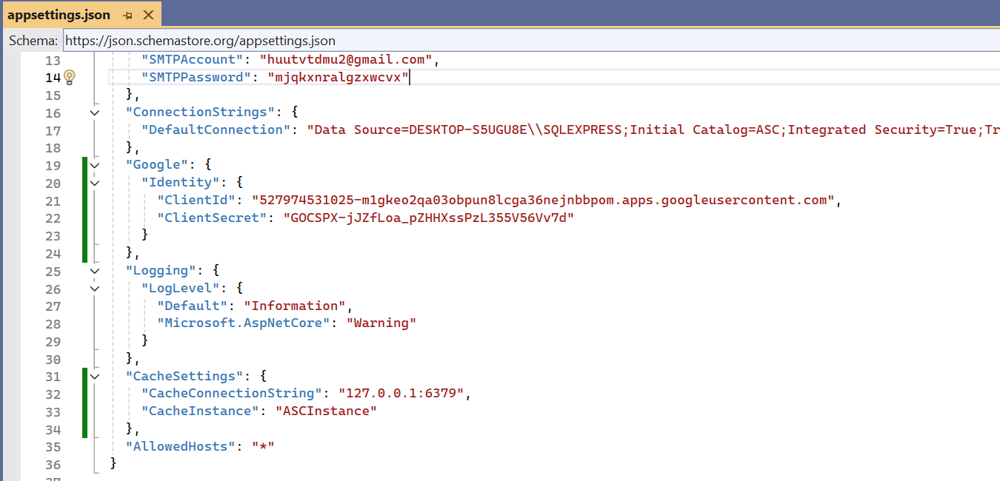 appsettings.json
Schema: https://json.schemastore.org/appsettings.json
13 "SMTPAccount": "huutvtdmu2@gmail.com",
14 "SMTPPassword": "mjqkxnralgzxwcvx"
15 },
16 "ConnectionStrings": {
17 "DefaultConnection": "Data Source=DESKTOP-S5UGU8E\\SQLEXPRESS;Initial Catalog=ASC;Integrated Security=True;Tr
18 },
19 "Google": {
20 "Identity": {
21 "ClientId": "527974531025-m1gkeo2qa03obpun8lcga36nejnbbpom.apps.googleusercontent.com",
22 "ClientSecret": "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"
23 }
24 },
25 "Logging": {
26 "LogLevel": {
27 "Default": "Information",
28 "Microsoft.AspNetCore": "Warning"
29 }
30 },
31 "CacheSettings": {
32 "CacheConnectionString": "127.0.0.1:6379",
33 "CacheInstance": "ASCInstance"
34 },
35 "AllowedHosts": "*"
36 }